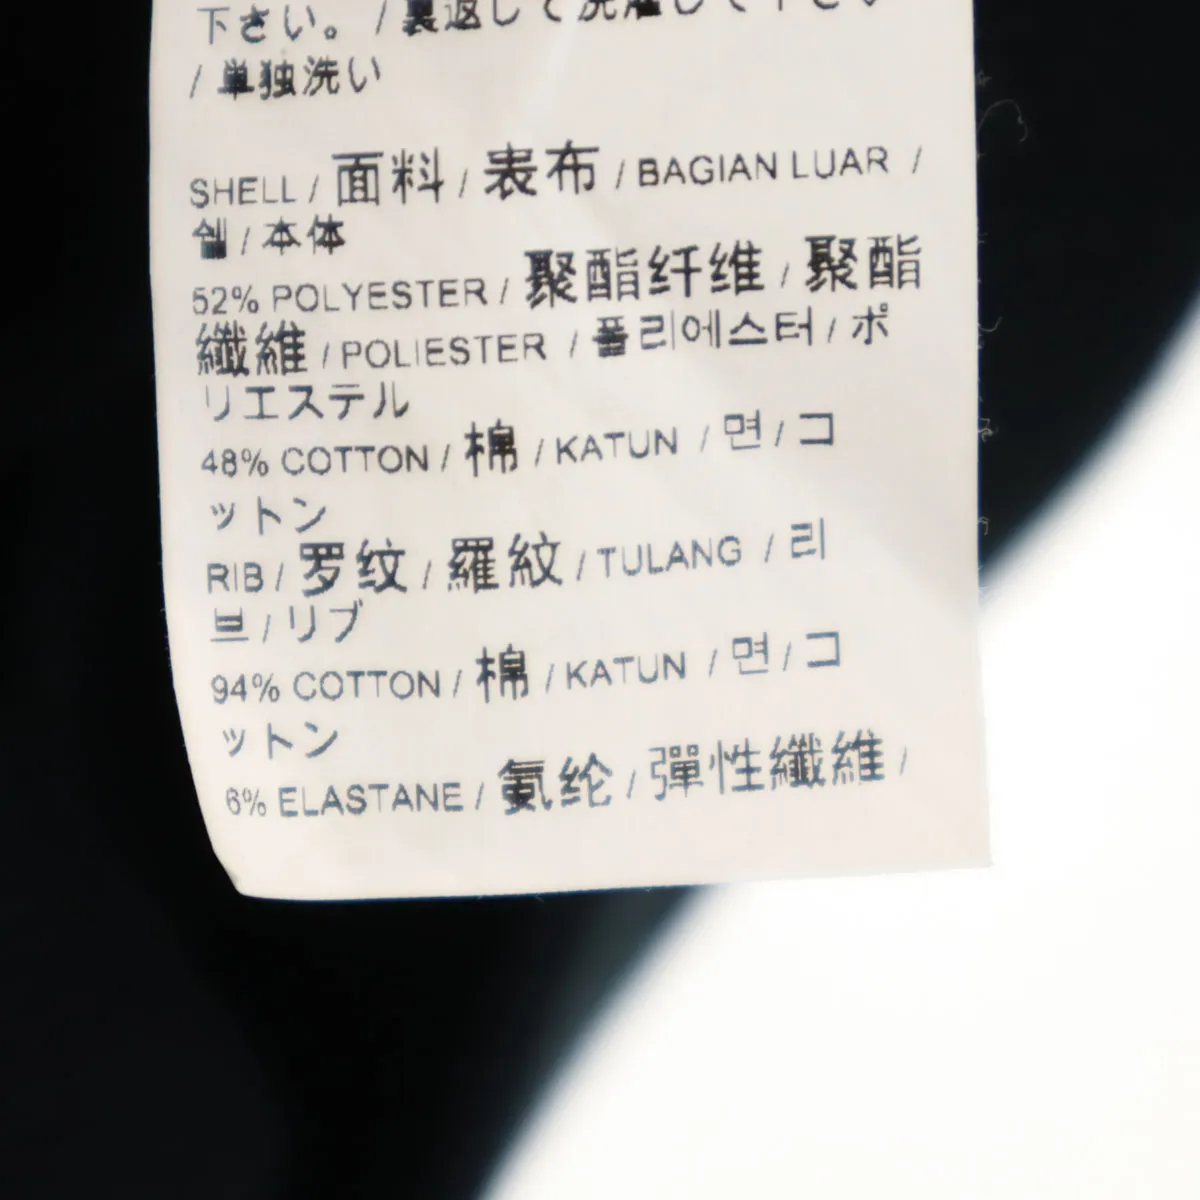 下さい。 / 裏返して洗濯して下さい
/ 単独洗い
SHELL / 面料 / 表布 / BAGIAN LUAR /
쉘 / 本体
52% POLYESTER / 聚酯纤维 / 聚酯
纖維 / POLIESTER / 폴리에스터 / ポ
リエステル
48% COTTON / 棉 / KATUN / 면 / コ
ットン
RIB / 罗纹 / 羅紋 / TULANG / 리
브 / リブ
94% COTTON / 棉 / KATUN / 면 / コ
ットン
6% ELASTANE / 氨纶 / 彈性纖維 /